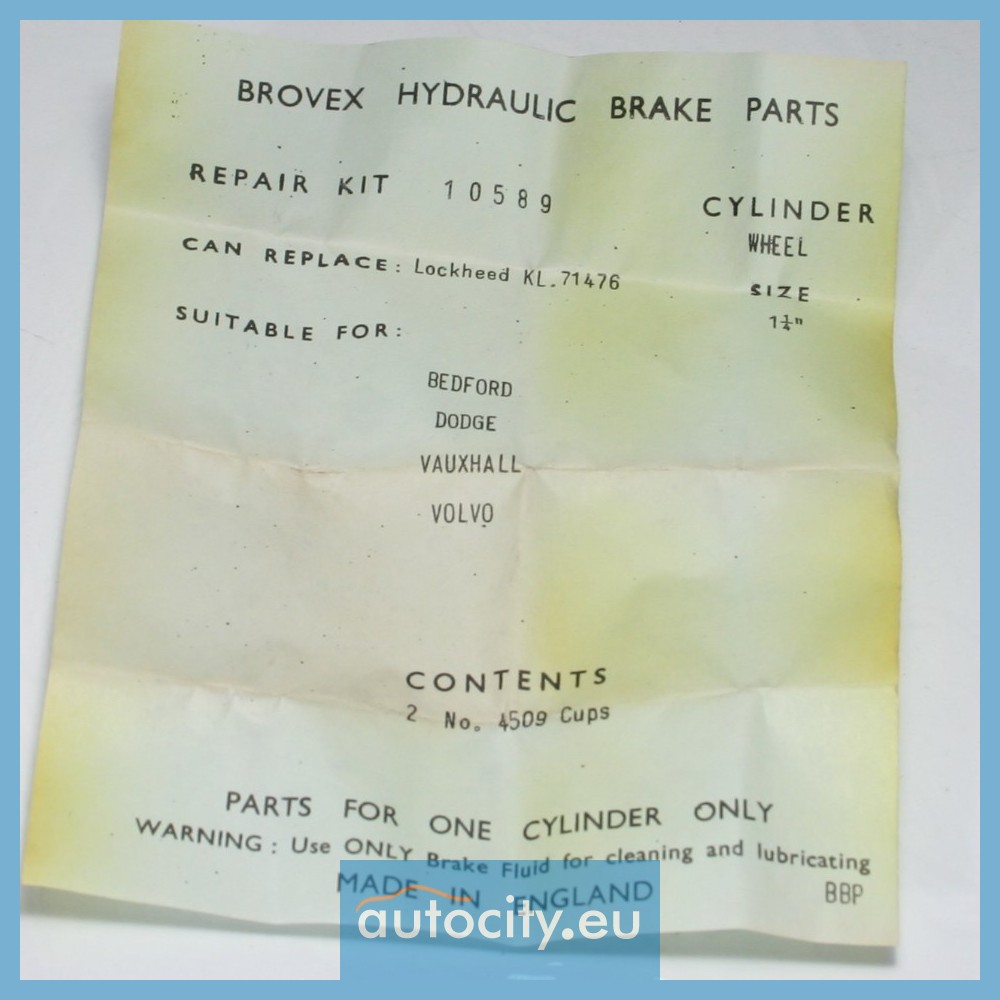 BROVEX HYDRAULIC BRAKE PARTS
REPAIR KIT 10589
CYLINDER
WHEEL
CAN REPLACE: Lockheed KL.71476
SIZE
1¼"
SUITABLE FOR:
BEDFORD
DODGE
VAUXHALL
VOLVO
CONTENTS
2 No. 4509 Cups
PARTS FOR ONE CYLINDER ONLY
WARNING: Use ONLY Brake Fluid for cleaning and lubricating
MADE IN ENGLAND
BBP
autocity.eu